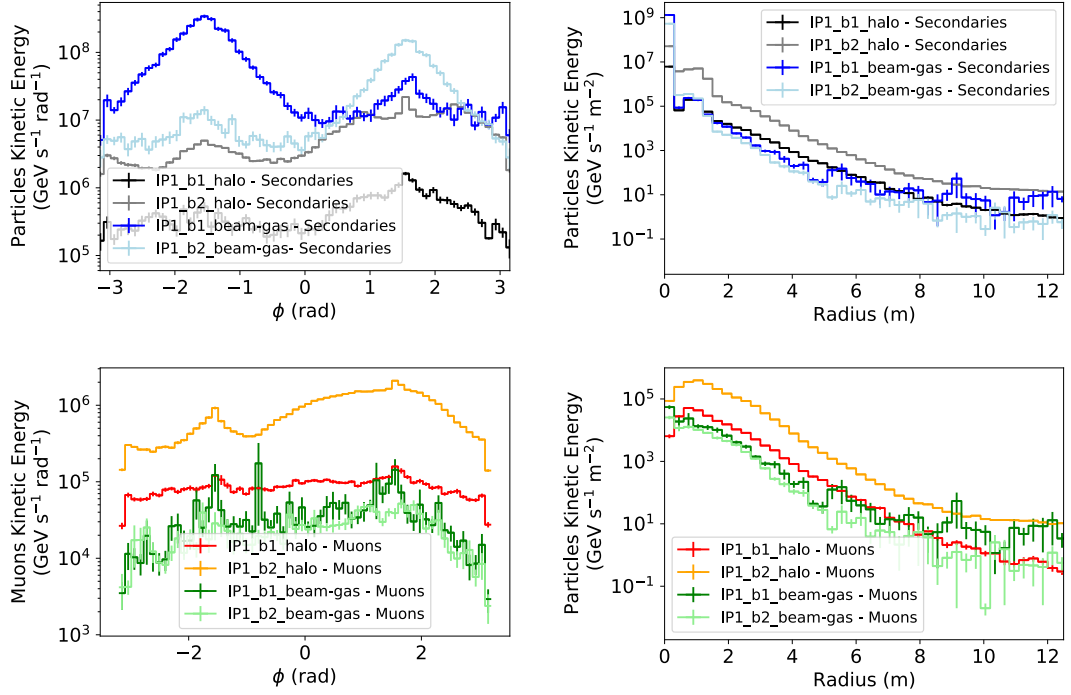 Particles Kinetic Energy
(GeV s⁻¹ rad⁻¹)
10⁸
10⁷
10⁶
10⁵
IP1_b1_halo - Secondaries
IP1_b2_halo- Secondaries
IP1_b1_beam-gas- Secondaries
IP1_b2_beam-gas- Secondaries
−3 −2 −1 0 1 2 3
ϕ (rad)
Particles Kinetic Energy
(GeV s⁻¹ m⁻²)
10⁹
10⁷
10⁵
10³
10¹
10⁻¹
IP1_b1_halo - Secondaries
IP1_b2_halo - Secondaries
IP1_b1_beam-gas - Secondaries
IP1_b2_beam-gas - Secondaries
0 2 4 6 8 10 12
Radius (m)
Muons Kinetic Energy
(GeV s⁻¹ rad⁻¹)
10⁶
10⁵
10⁴
10³
IP1_b1_halo - Muons
IP1_b2_halo - Muons
IP1_b1_beam-gas - Muons
IP1_b2_beam-gas - Muons
−2 0 2
ϕ (rad)
Particles Kinetic Energy
(GeV s⁻¹ m⁻²)
10⁵
10³
10¹
10⁻¹
IP1_b1_halo - Muons
IP1_b2_halo - Muons
IP1_b1_beam-gas - Muons
IP1_b2_beam-gas - Muons
0 2 4 6 8 10 12
Radius (m)